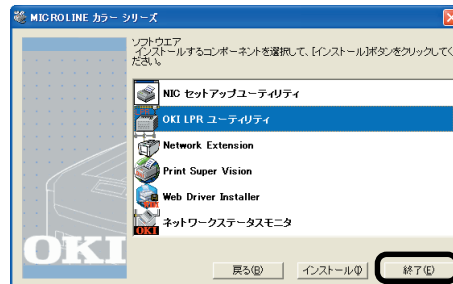 MICROLINE カラー シリーズ
ソフトウエア
インストールするコンポーネントを選択して、[インストール]ボタンをクリックしてく
ださい。
NIC セットアップユーティリティ
OKI LPR ユーティリティ
Network Extension
Print Super Vision
Web Driver Installer
ネットワークステータスモニタ
OKI
OKI
戻る(B)
インストール(I)
終了(E)